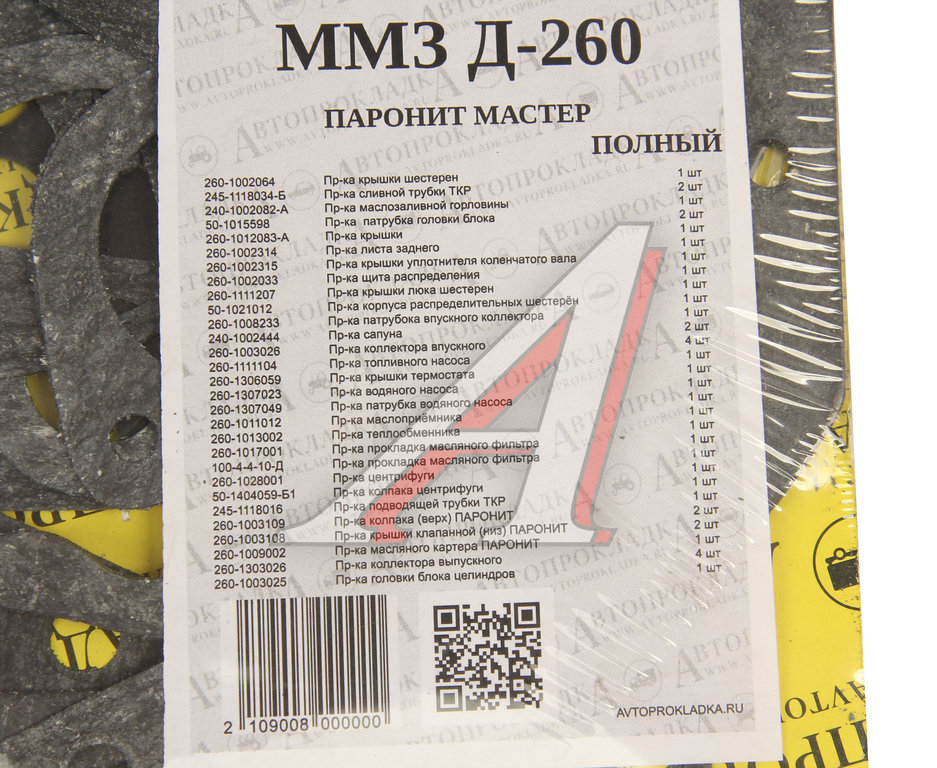 ММЗ Д-260
ПАРОНИТ МАСТЕР
ПОЛНЫЙ
260-1002064 Пр-ка крышки шестерен 1 шт
245-1118034-Б Пр-ка сливной трубки ТКР 2 шт
240-1002082-А Пр-ка маслозаливной горловины 1 шт
50-1015598 Пр-ка патрубка головки блока 2 шт
260-1012083-А Пр-ка крышки 1 шт
260-1002314 Пр-ка листа заднего 1 шт
260-1002315 Пр-ка крышки уплотнителя коленчатого вала 1 шт
260-1002033 Пр-ка щита распределения 1 шт
260-1111207 Пр-ка крышки люка шестерен 1 шт
50-1021012 Пр-ка корпуса распределительных шестерён 1 шт
260-1008233 Пр-ка патрубка впускного коллектора 1 шт
240-1002444 Пр-ка сапуна 2 шт
260-1003026 Пр-ка коллектора впускного 4 шт
260-1111104 Пр-ка топливного насоса 1 шт
260-1306059 Пр-ка крышки термостата 1 шт
260-1307023 Пр-ка водяного насоса 1 шт
260-1307049 Пр-ка патрубка водяного насоса 1 шт
260-1011012 Пр-ка маслоприёмника 1 шт
260-1013002 Пр-ка теплообменника 1 шт
260-1017001 Пр-ка прокладка масляного фильтра 1 шт
100-4-4-10-Д Пр-ка прокладка масляного фильтра 1 шт
260-1028001 Пр-ка центрифуги 1 шт
50-1404059-Б1 Пр-ка колпака центрифуги 1 шт
245-1118016 Пр-ка подводящей трубки ТКР 1 шт
260-1003109 Пр-ка колпака (верх) ПАРОНИТ 2 шт
260-1003108 Пр-ка крышки клапанной (низ) ПАРОНИТ 2 шт
260-1009002 Пр-ка масляного картера ПАРОНИТ 1 шт
260-1303026 Пр-ка коллектора выпускного 4 шт
260-1003025 Пр-ка головки блока целиндров 1 шт
2 109008 000000
AVTOPROKLADKA.RU